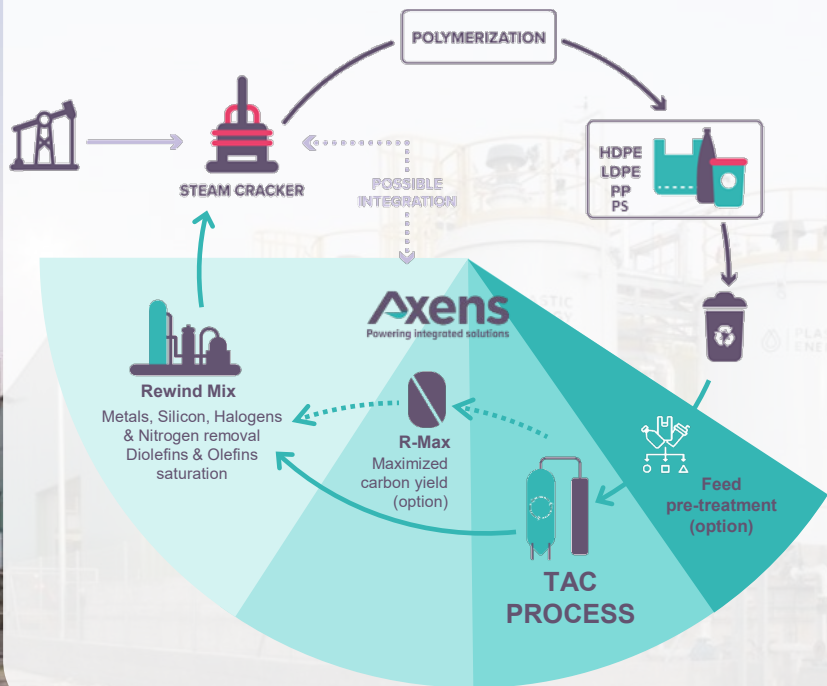 POLYMERIZATION
HDPE
LDPE
PP
PS
STEAM CRACKER
POSSIBLE
INTEGRATION
Axens
Powering integrated solutions
Rewind Mix
Metals, Silicon, Halogens
& Nitrogen removal
Diolefins & Olefins
saturation
R-Max
Maximized
carbon yield
(option)
Feed
pre-treatment
(option)
TAC
PROCESS